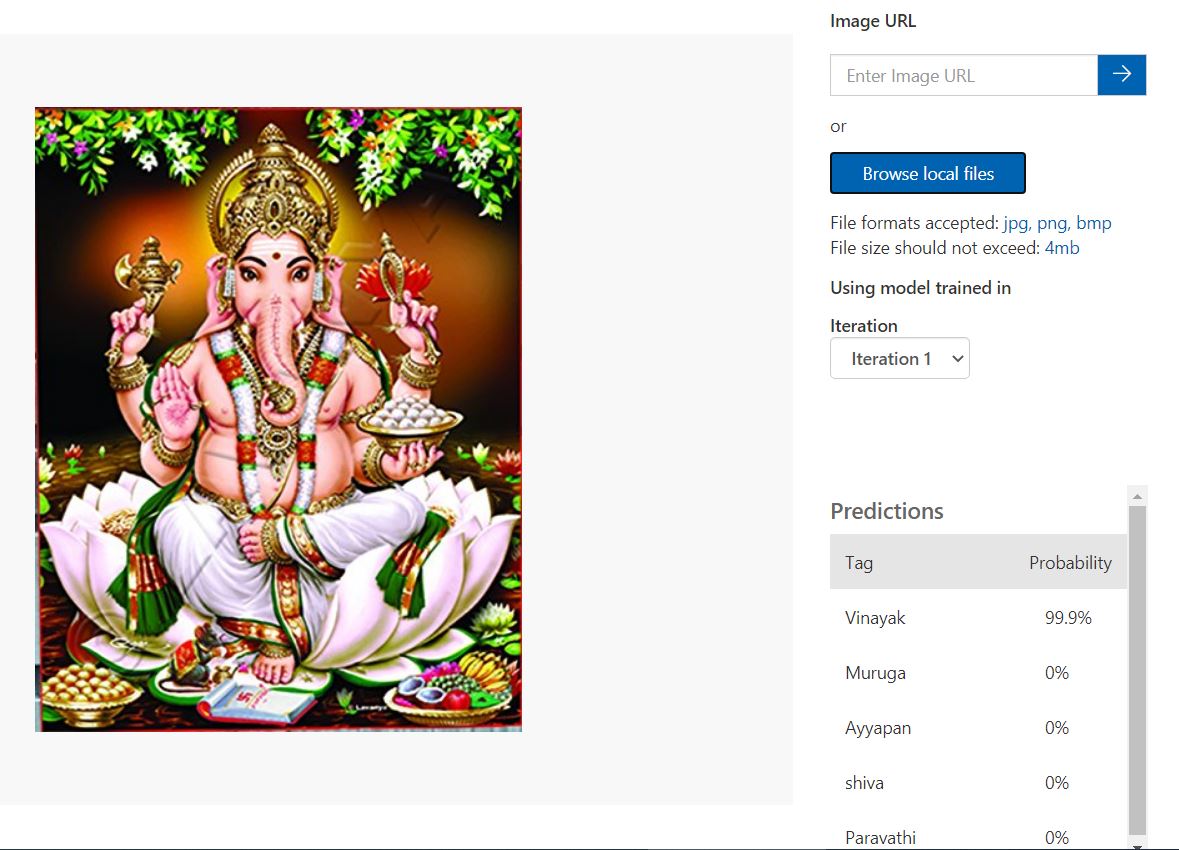 Image URL
Enter Image URL
or
Browse local files
File formats accepted: jpg, png, bmp
File size should not exceed: 4mb
Using model trained in
Iteration
Iteration 1
Predictions
Tag Probability
Vinayak 99.9%
Muruga 0%
Ayyapan 0%
shiva 0%
Paravathi 0%
© Lavanya